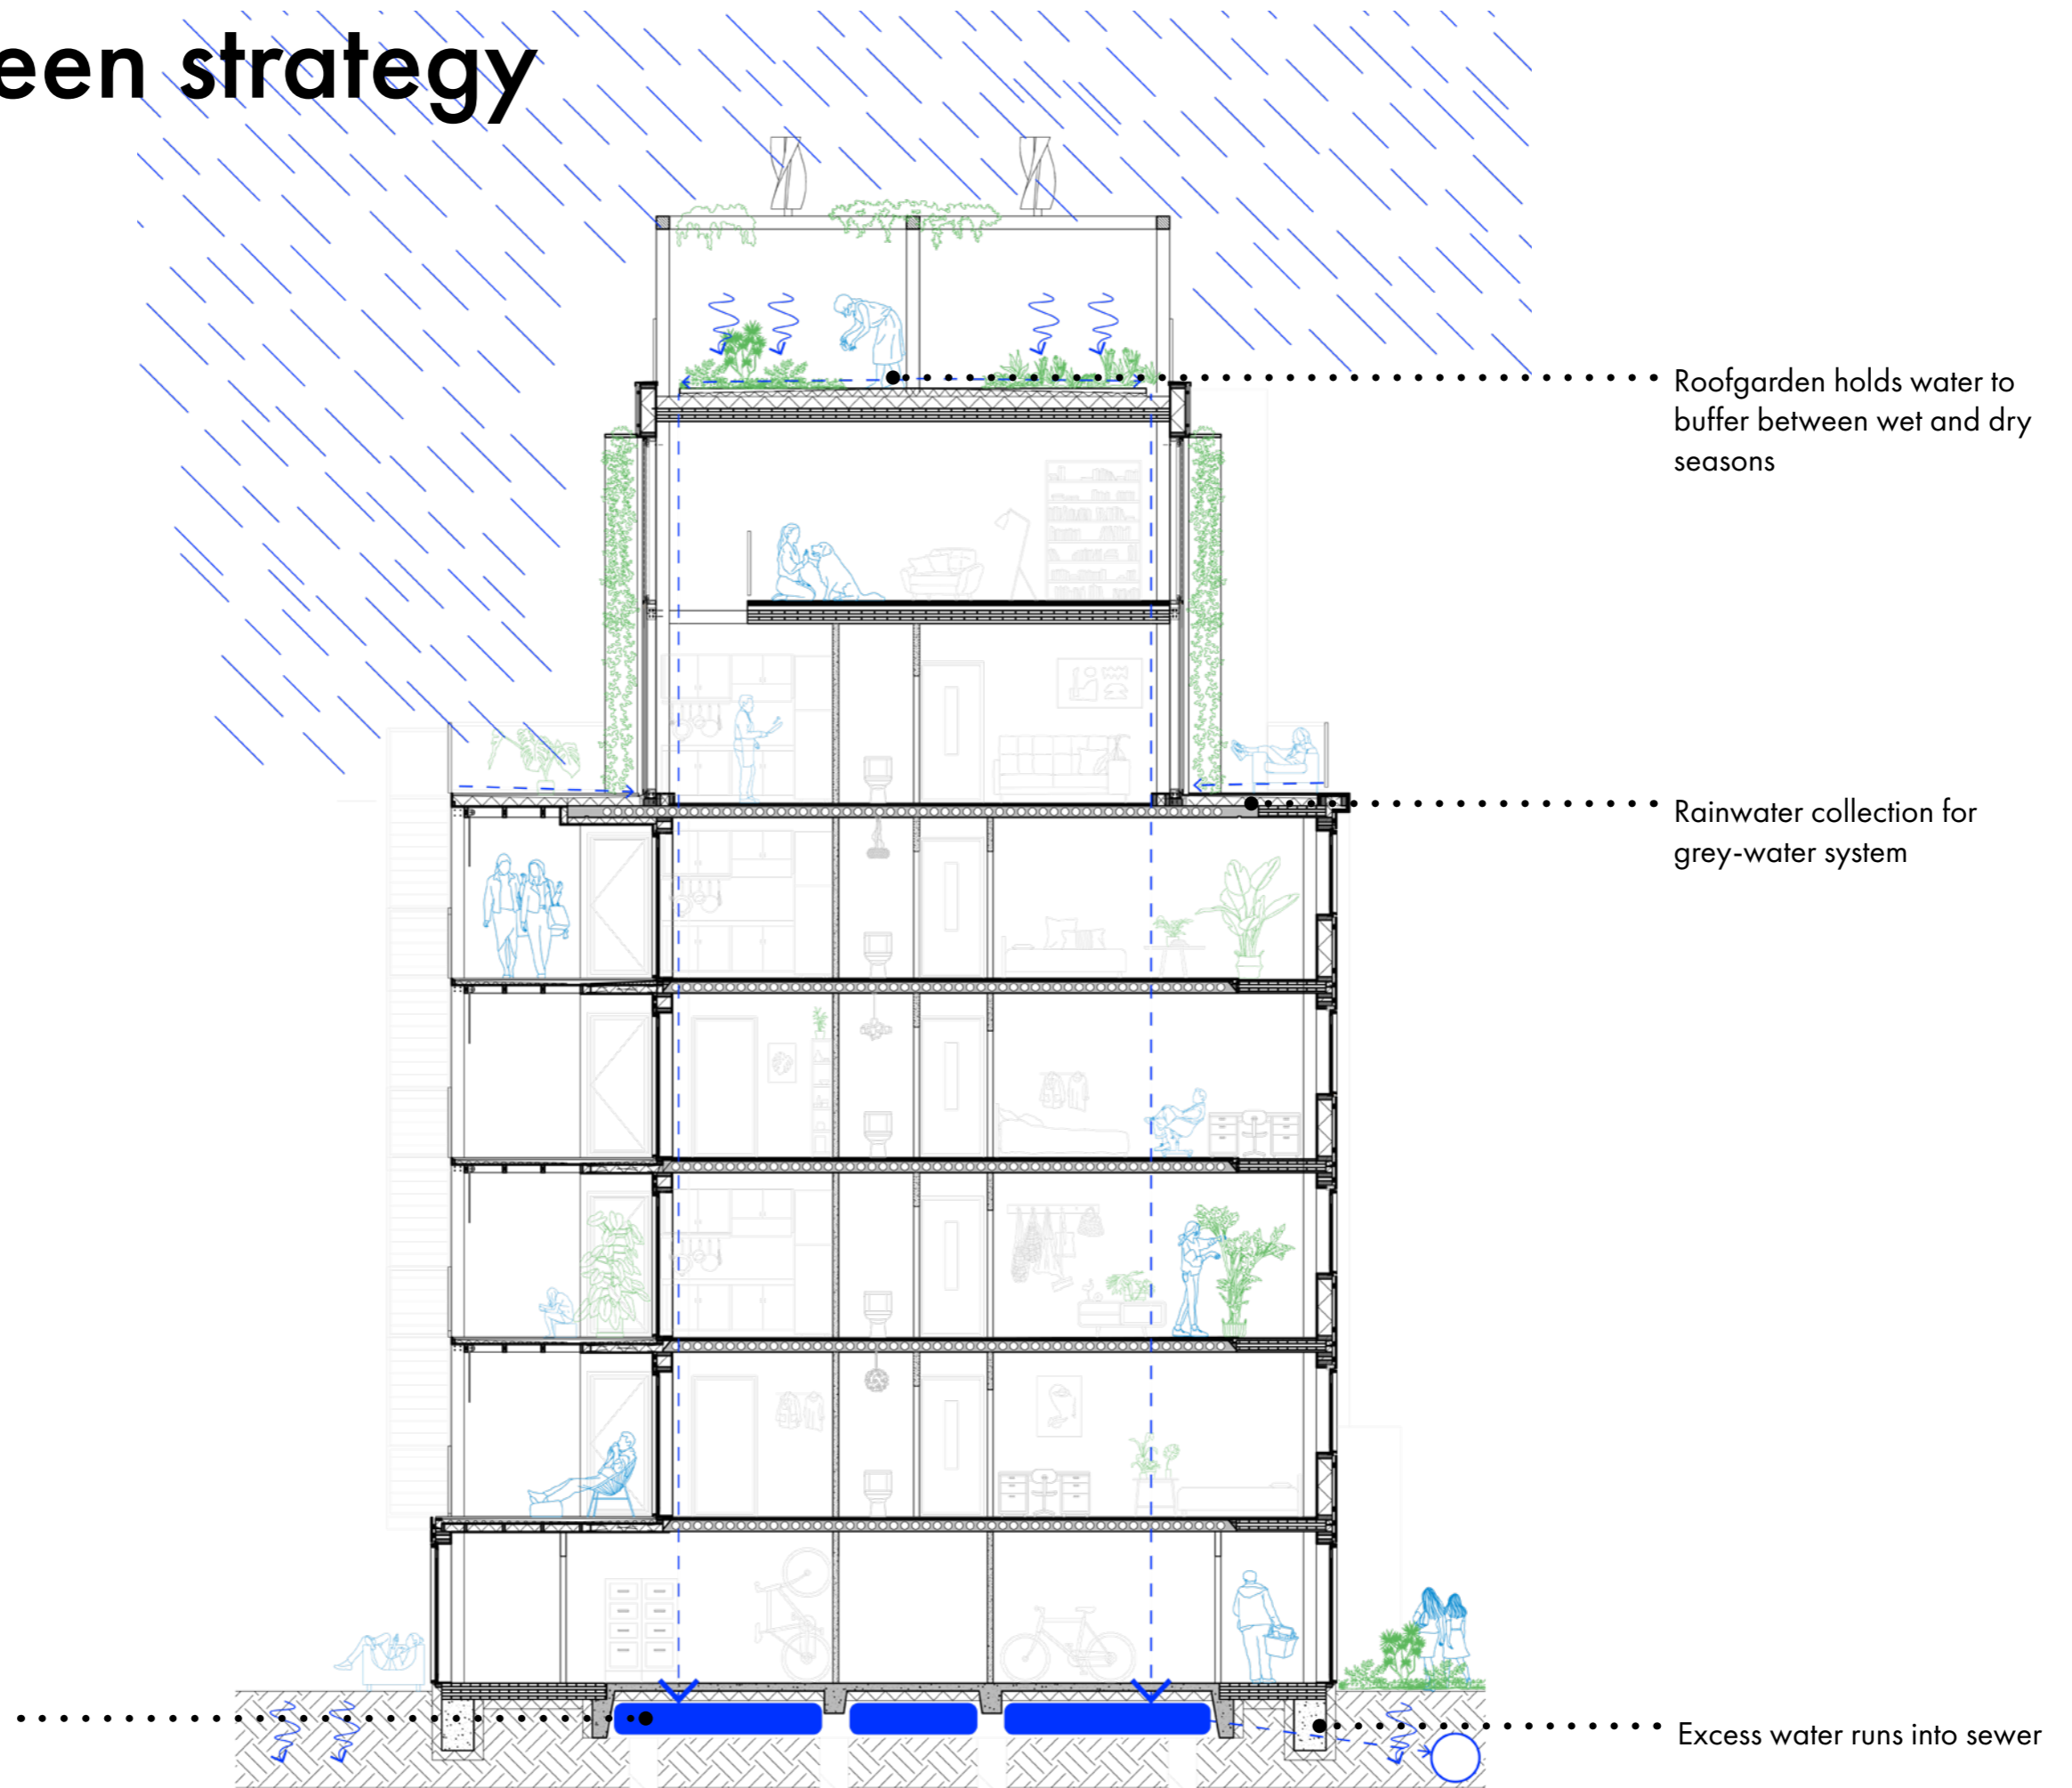 een strategy
Roofgarden holds water to
buffer between wet and dry
seasons
Rainwater collection for
grey-water system
Excess water runs into sewer